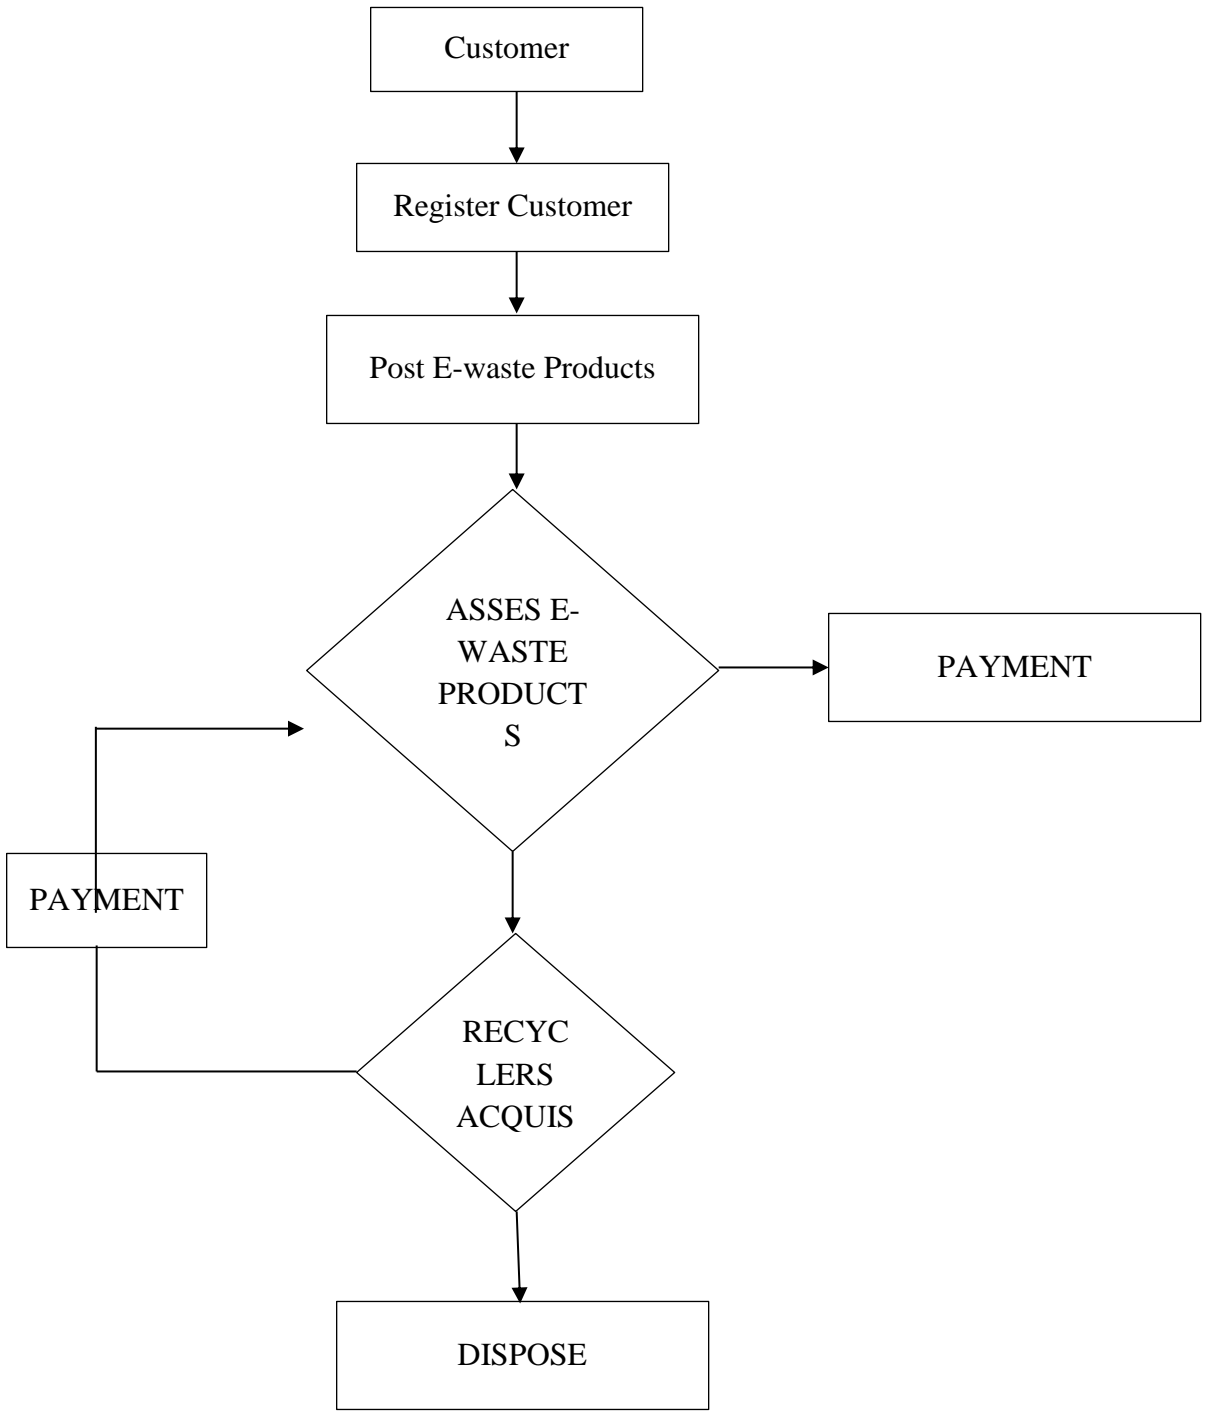 Customer
Register Customer
Post E-waste Products
ASSES E-
WASTE
PRODUCT
S
PAYMENT
PAYMENT
RECYC
LERS
ACQUIS
DISPOSE